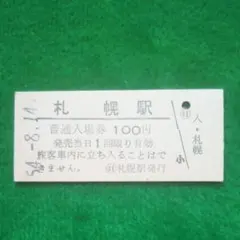 54.-8.14.
札幌駅
普通入場券 100円
発売当日1回限り有効
旅客車内に立ち入ることはで
きません。 札幌駅発行
小
人・札幌